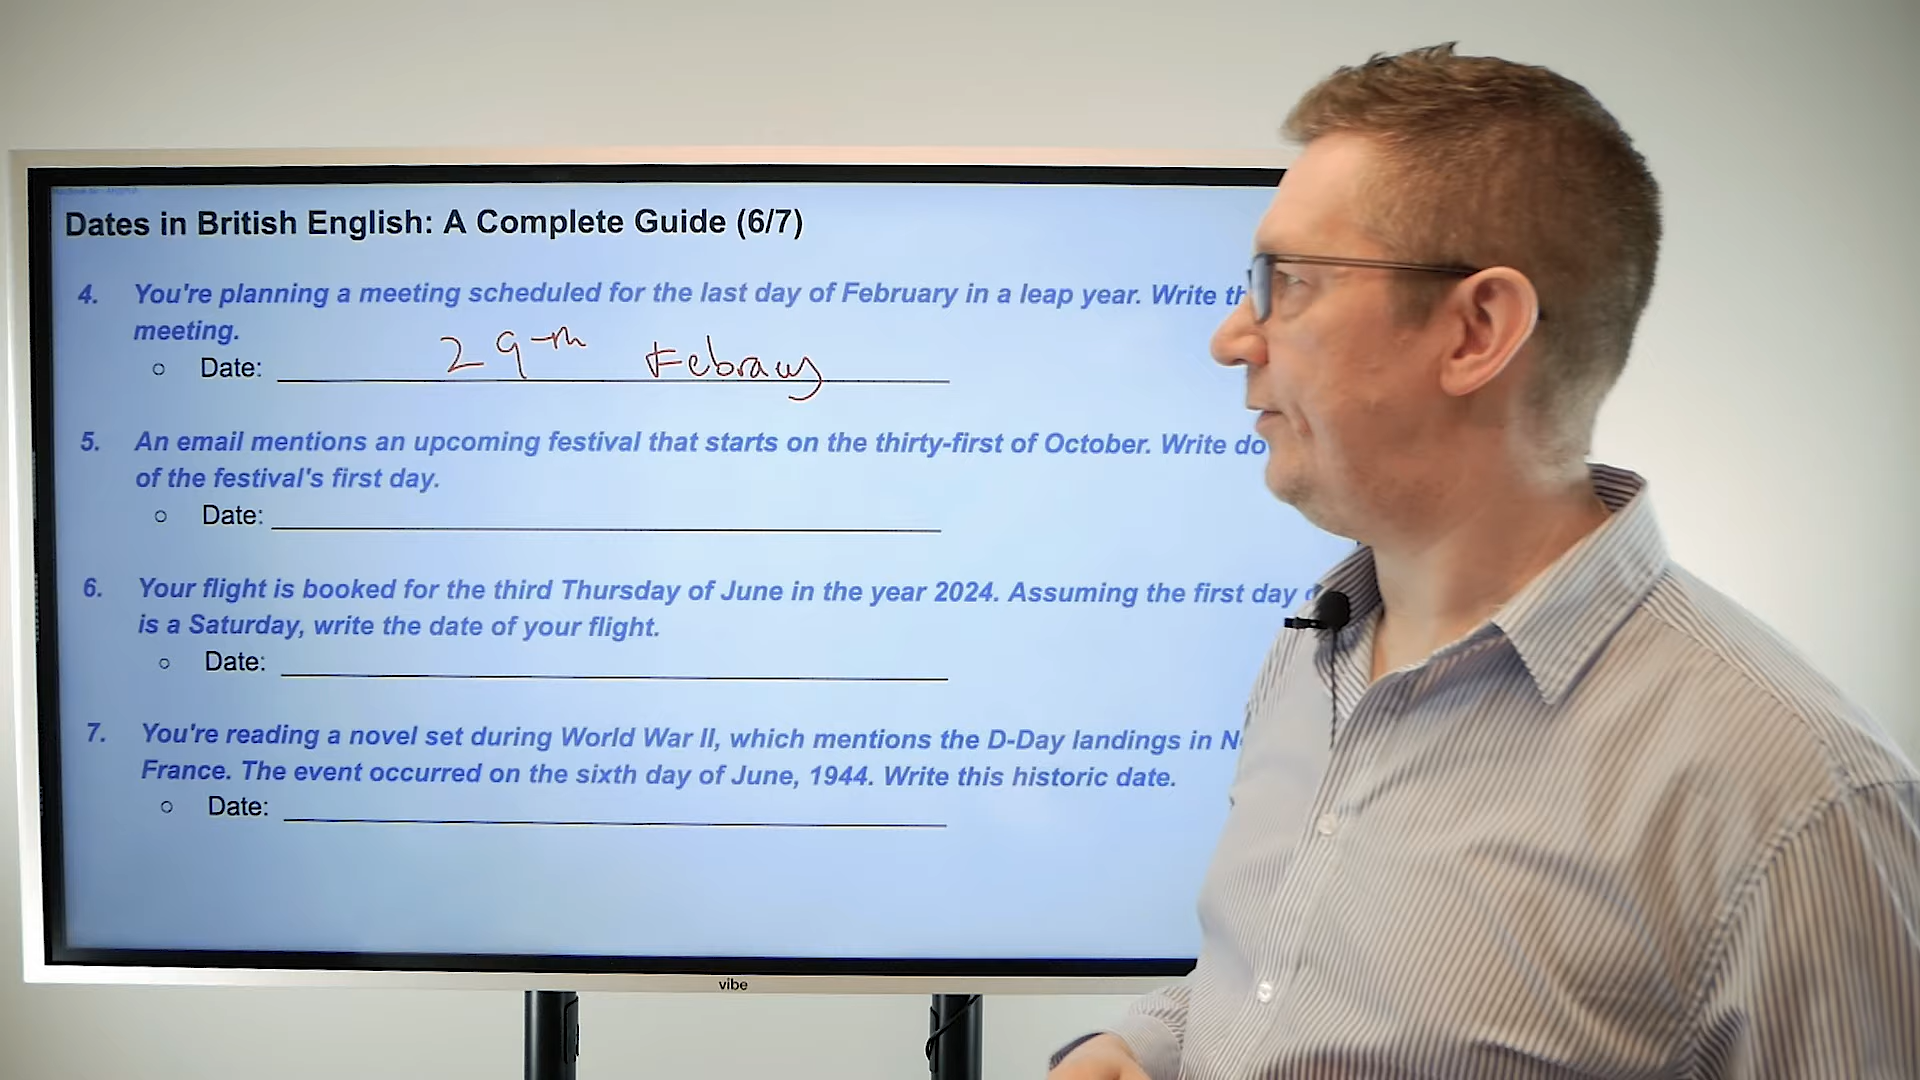 Dates in British English: A Complete Guide (6/7)
4. You're planning a meeting scheduled for the last day of February in a leap year. Write th
meeting.
○ Date: 29th Febraury
5. An email mentions an upcoming festival that starts on the thirty-first of October. Write do
of the festival's first day.
○ Date:
6. Your flight is booked for the third Thursday of June in the year 2024. Assuming the first day
is a Saturday, write the date of your flight.
○ Date:
7. You're reading a novel set during World War II, which mentions the D-Day landings in N
France. The event occurred on the sixth day of June, 1944. Write this historic date.
○ Date:
vibe